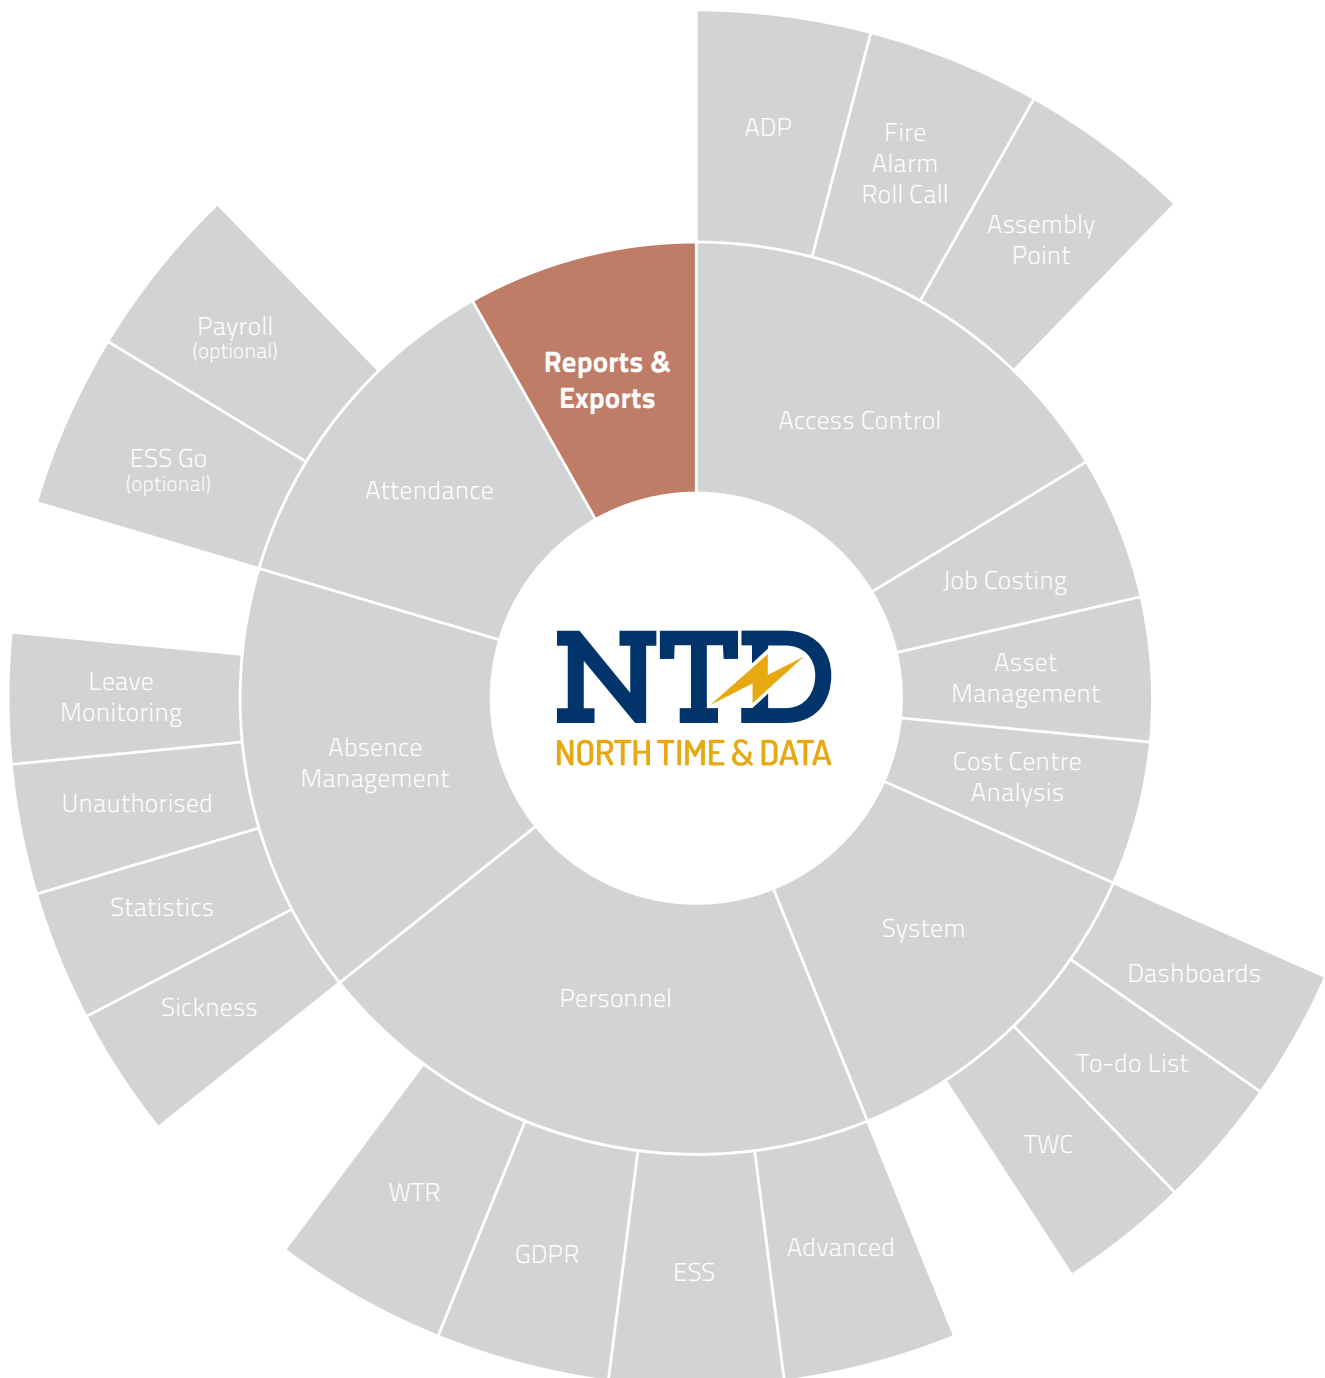 ADP
Fire
Alarm
Roll Call
Assembly
Point
Payroll
(optional)
ESS Go
(optional)
Reports &
Exports
Access Control
Attendance
Job Costing
Asset
Management
Cost Centre
Analysis
NTD
NORTH TIME & DATA
Leave
Monitoring
Unauthorised
Statistics
Sickness
Absence
Management
System
Personnel
Dashboards
To-do List
TWC
WTR
GDPR
ESS
Advanced